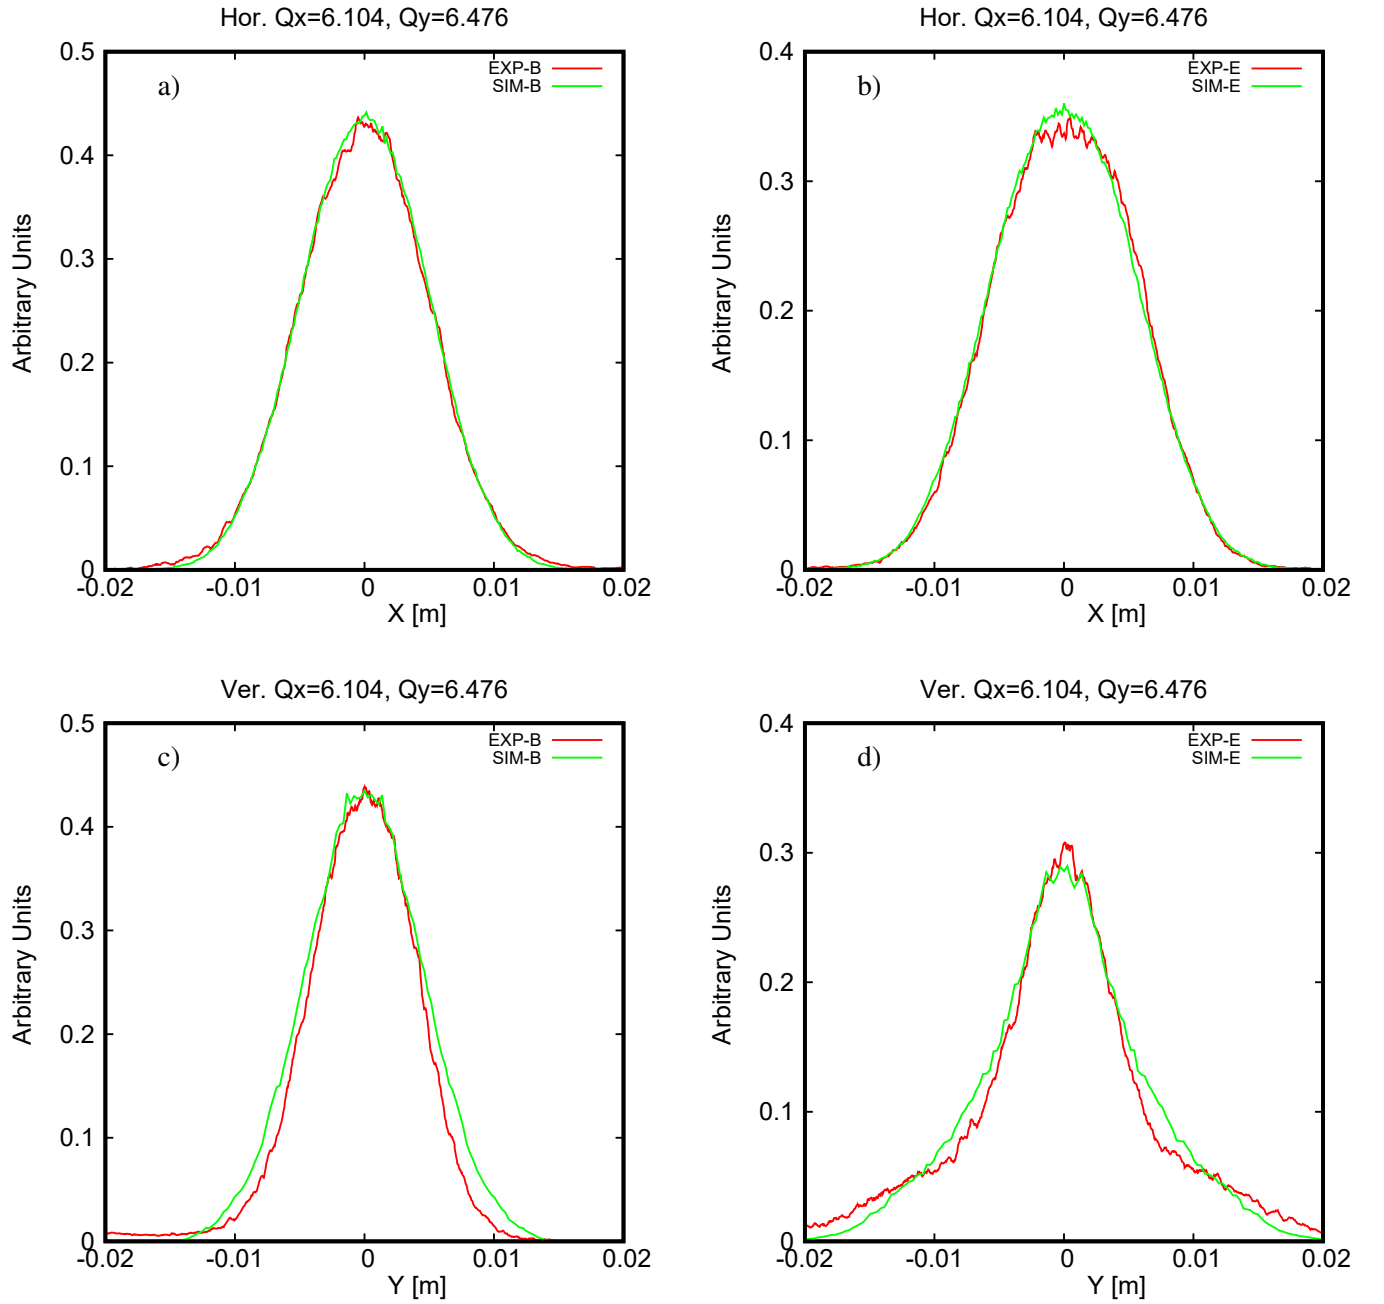 Hor. Qx=6.104, Qy=6.476
a)
EXP-B
SIM-B
0.5
0.4
0.3
0.2
0.1
0
Arbitrary Units
-0.02 -0.01 0 0.01 0.02
X [m]
Hor. Qx=6.104, Qy=6.476
b)
EXP-E
SIM-E
0.4
0.3
0.2
0.1
0
Arbitrary Units
-0.02 -0.01 0 0.01 0.02
X [m]
Ver. Qx=6.104, Qy=6.476
c)
EXP-B
SIM-B
0.5
0.4
0.3
0.2
0.1
0
Arbitrary Units
-0.02 -0.01 0 0.01 0.02
Y [m]
Ver. Qx=6.104, Qy=6.476
d)
EXP-E
SIM-E
0.4
0.3
0.2
0.1
0
Arbitrary Units
-0.02 -0.01 0 0.01 0.02
Y [m]